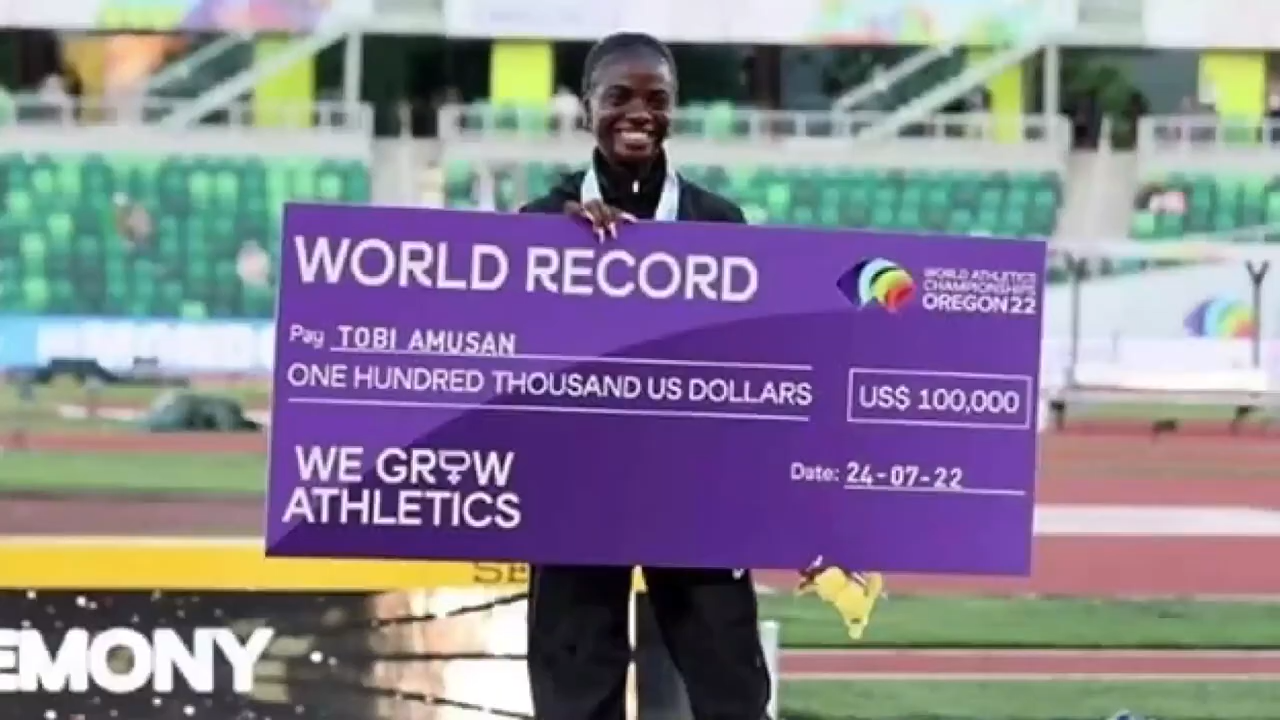 WORLD RECORD
WORLD ATHLETICS
CHAMPIONSHIPS
OREGON22
Pay TOBI AMUSAN
ONE HUNDRED THOUSAND US DOLLARS
US$ 100,000
WE GROW
ATHLETICS
Date: 24-07-22
SE
EMONY